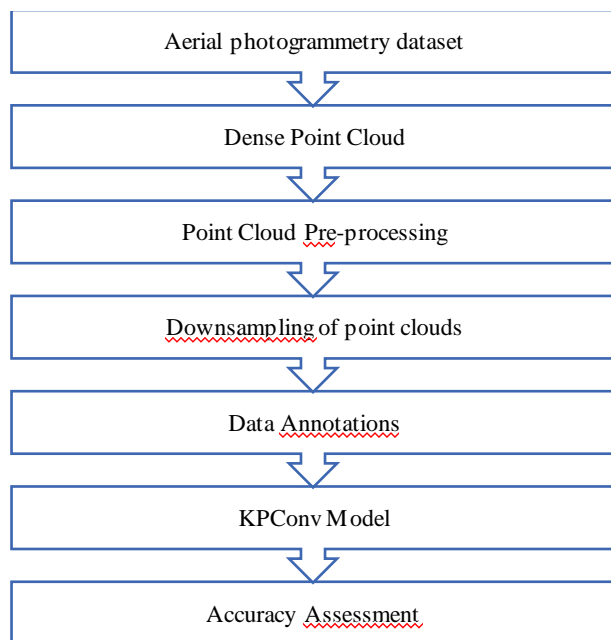 Aerial photogrammetry dataset
Dense Point Cloud
Point Cloud Pre-processing
Downsampling of point clouds
Data Annotations
KPConv Model
Accuracy Assessment